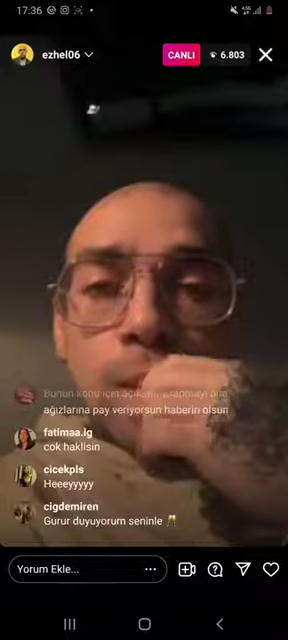 17:36
ezhel06
CANLI
6.803
ağızlarına pay veriyorsun haberin olsun
fatimaa.ig
cok haklisin
cicekpls
Heeeyyyyy
cigdemiren
Gurur duyuyorum seninle 🥂
Yorum Ekle...